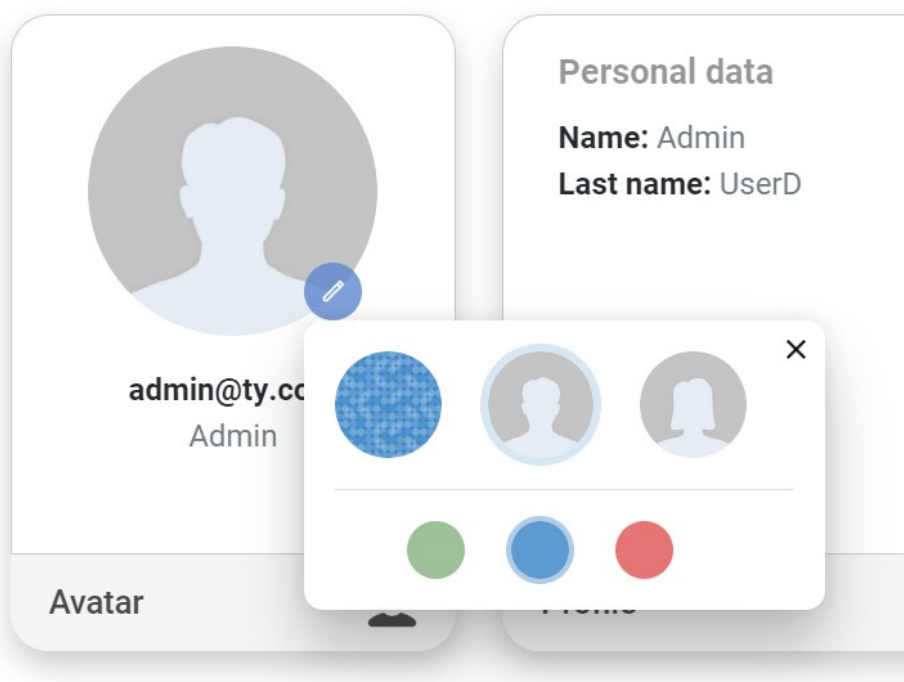 Personal data
Name: Admin
Last name: UserD
admin@ty.co
Admin
Avatar